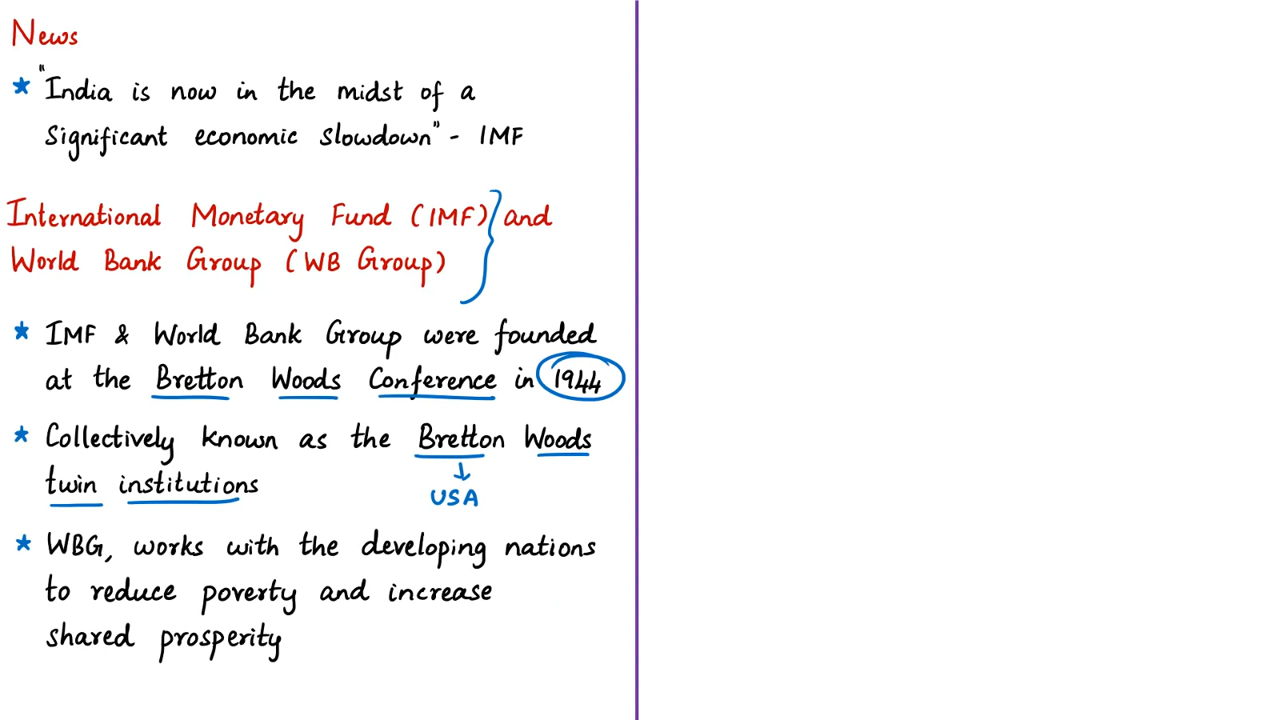 News
★ "India is now in the midst of a
significant economic slowdown" - IMF
International Monetary Fund (IMF) and
World Bank Group (WB Group)
★ IMF & World Bank Group were founded
at the Bretton Woods Conference in 1944
★ Collectively known as the Bretton Woods
twin institutions
↓
USA
★ WBG, works with the developing nations
to reduce poverty and increase
shared prosperity